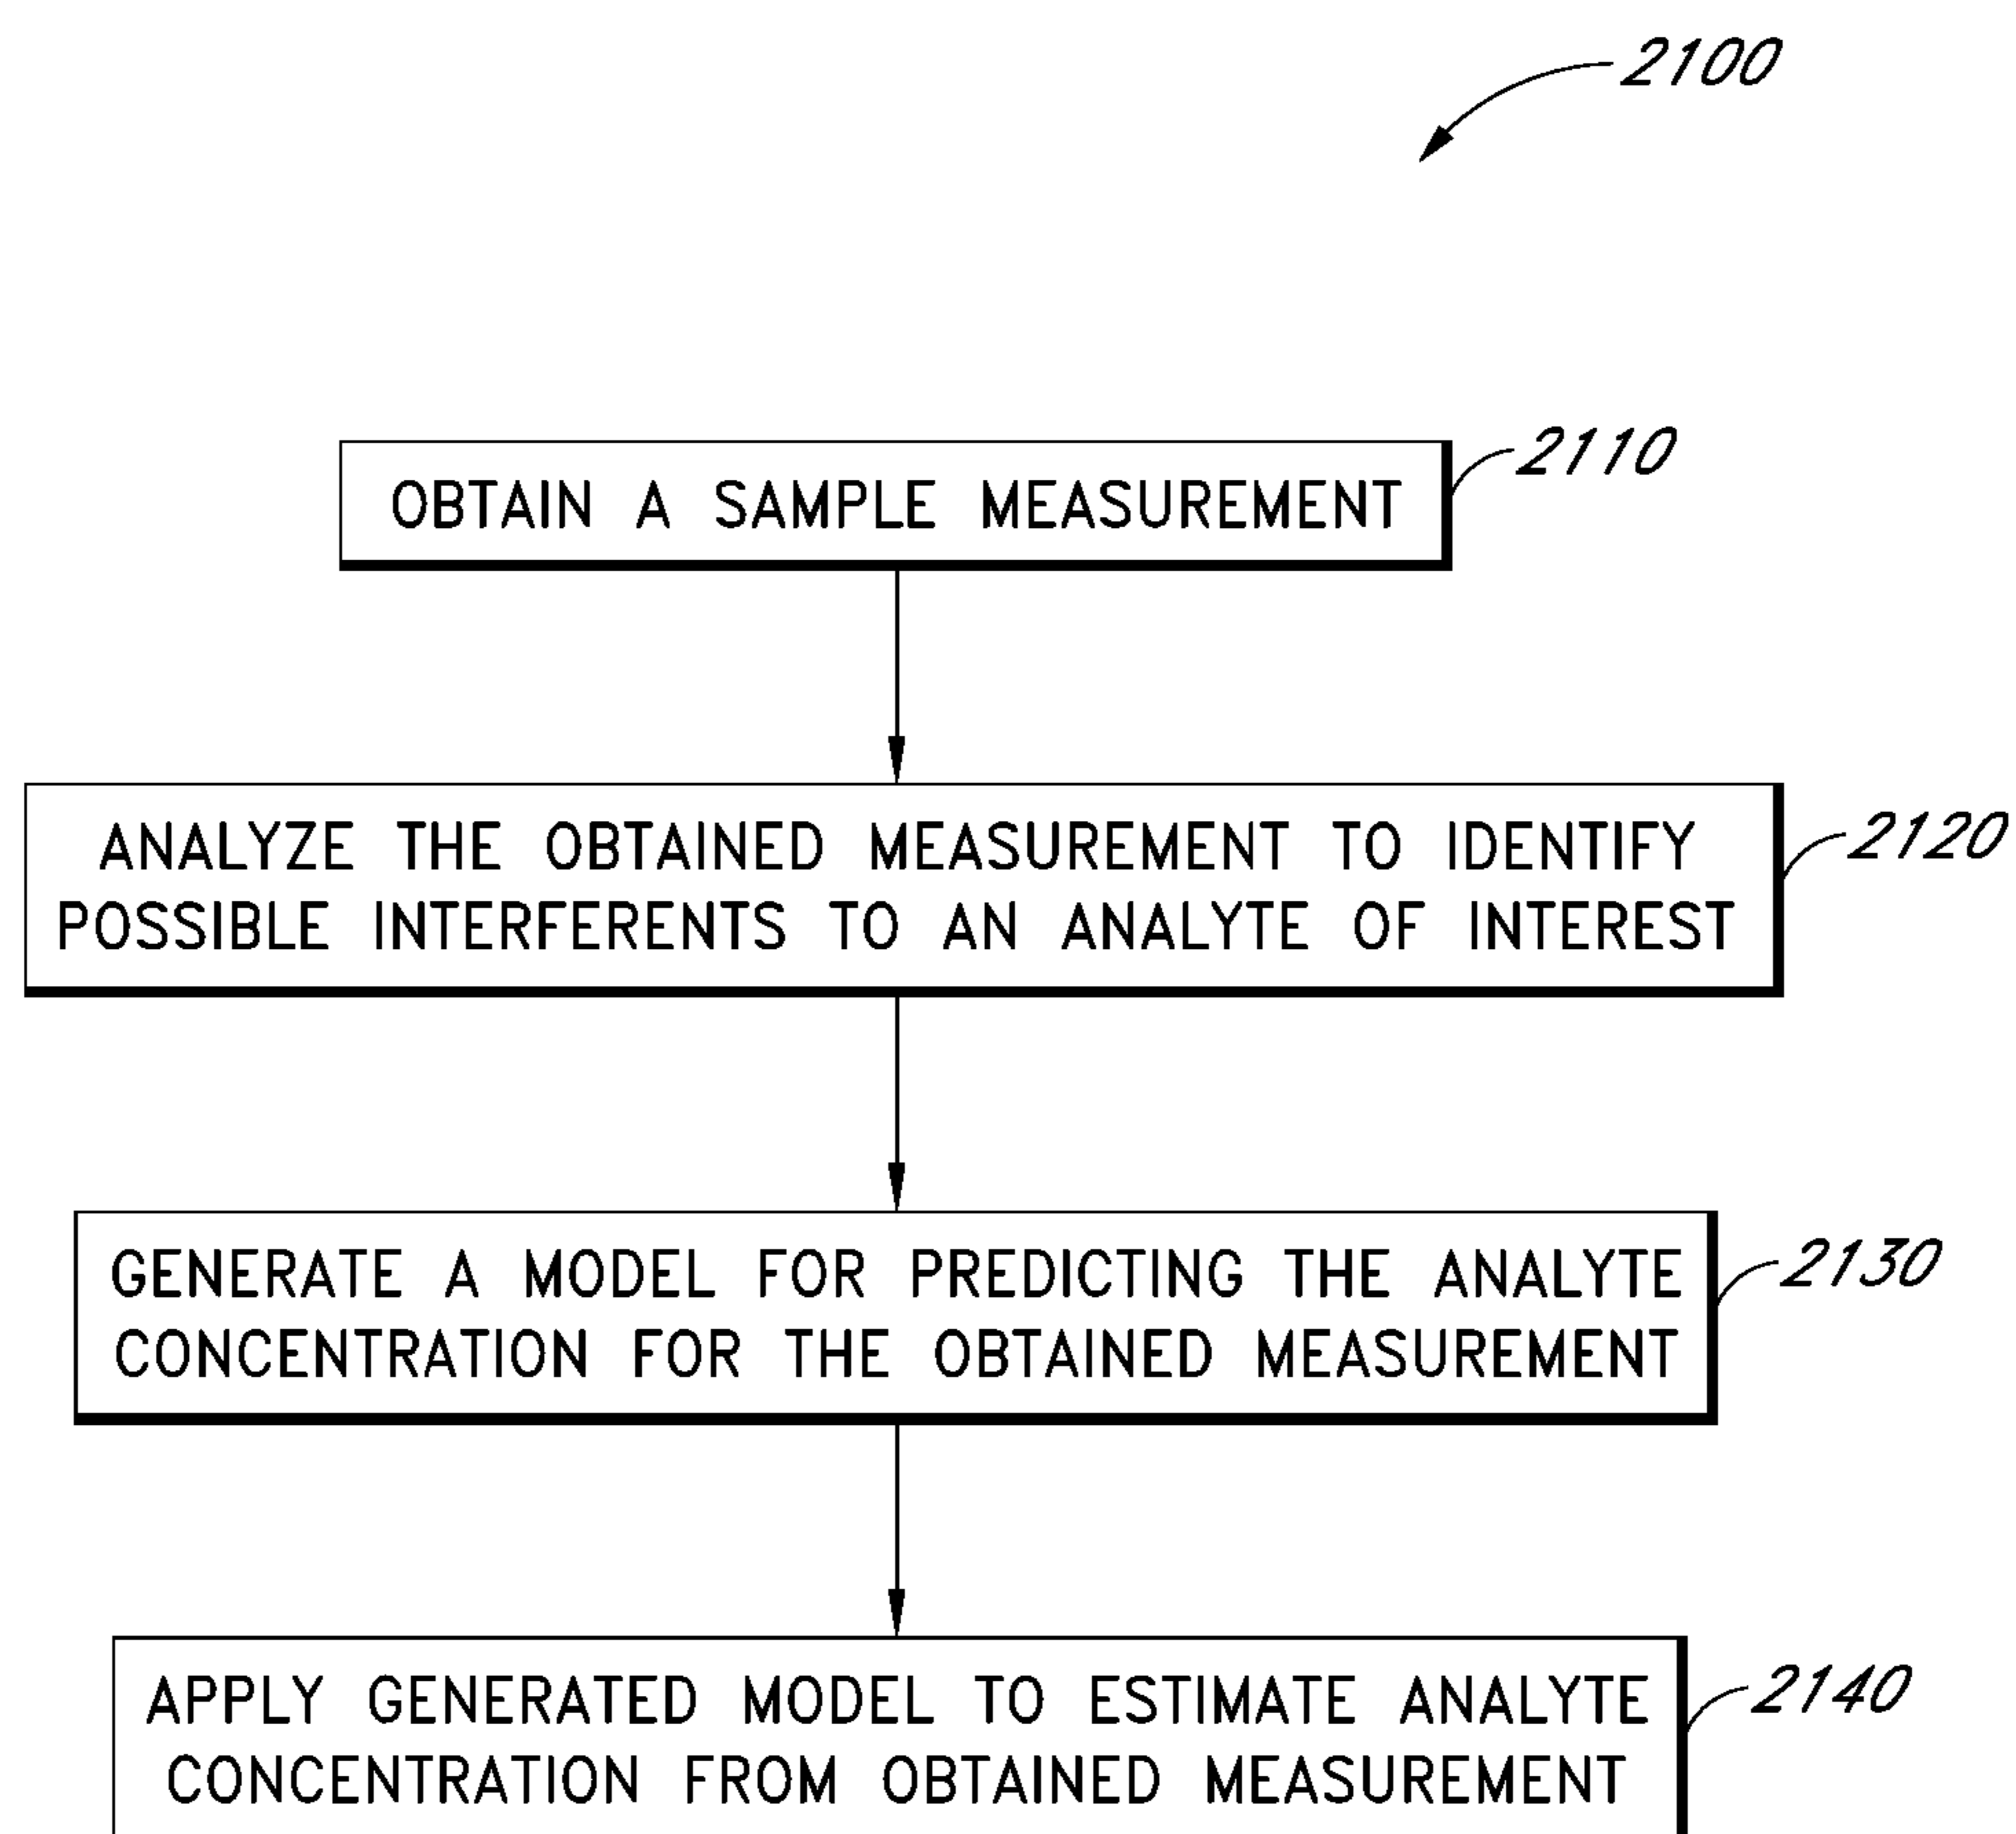 2100
OBTAIN A SAMPLE MEASUREMENT
2110
ANALYZE THE OBTAINED MEASUREMENT TO IDENTIFY
POSSIBLE INTERFERENTS TO AN ANALYTE OF INTEREST
2120
GENERATE A MODEL FOR PREDICTING THE ANALYTE
CONCENTRATION FOR THE OBTAINED MEASUREMENT
2130
APPLY GENERATED MODEL TO ESTIMATE ANALYTE
CONCENTRATION FROM OBTAINED MEASUREMENT
2140